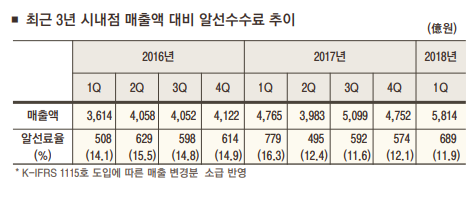 ■ 최근 3년 시내점 매출액 대비 알선수수료 추이
(億원)
2016년 2017년 2018년
1Q 2Q 3Q 4Q 1Q 2Q 3Q 4Q 1Q
매출액 3,614 4,058 4,052 4,122 4,765 3,983 5,099 4,752 5,814
알선료율 508 629 598 614 779 495 592 574 689
(%) (14.1) (15.5) (14.8) (14.9) (16.3) (12.4) (11.6) (12.1) (11.9)
* K-IFRS 1115호 도입에 따른 매출 변경분 소급 반영